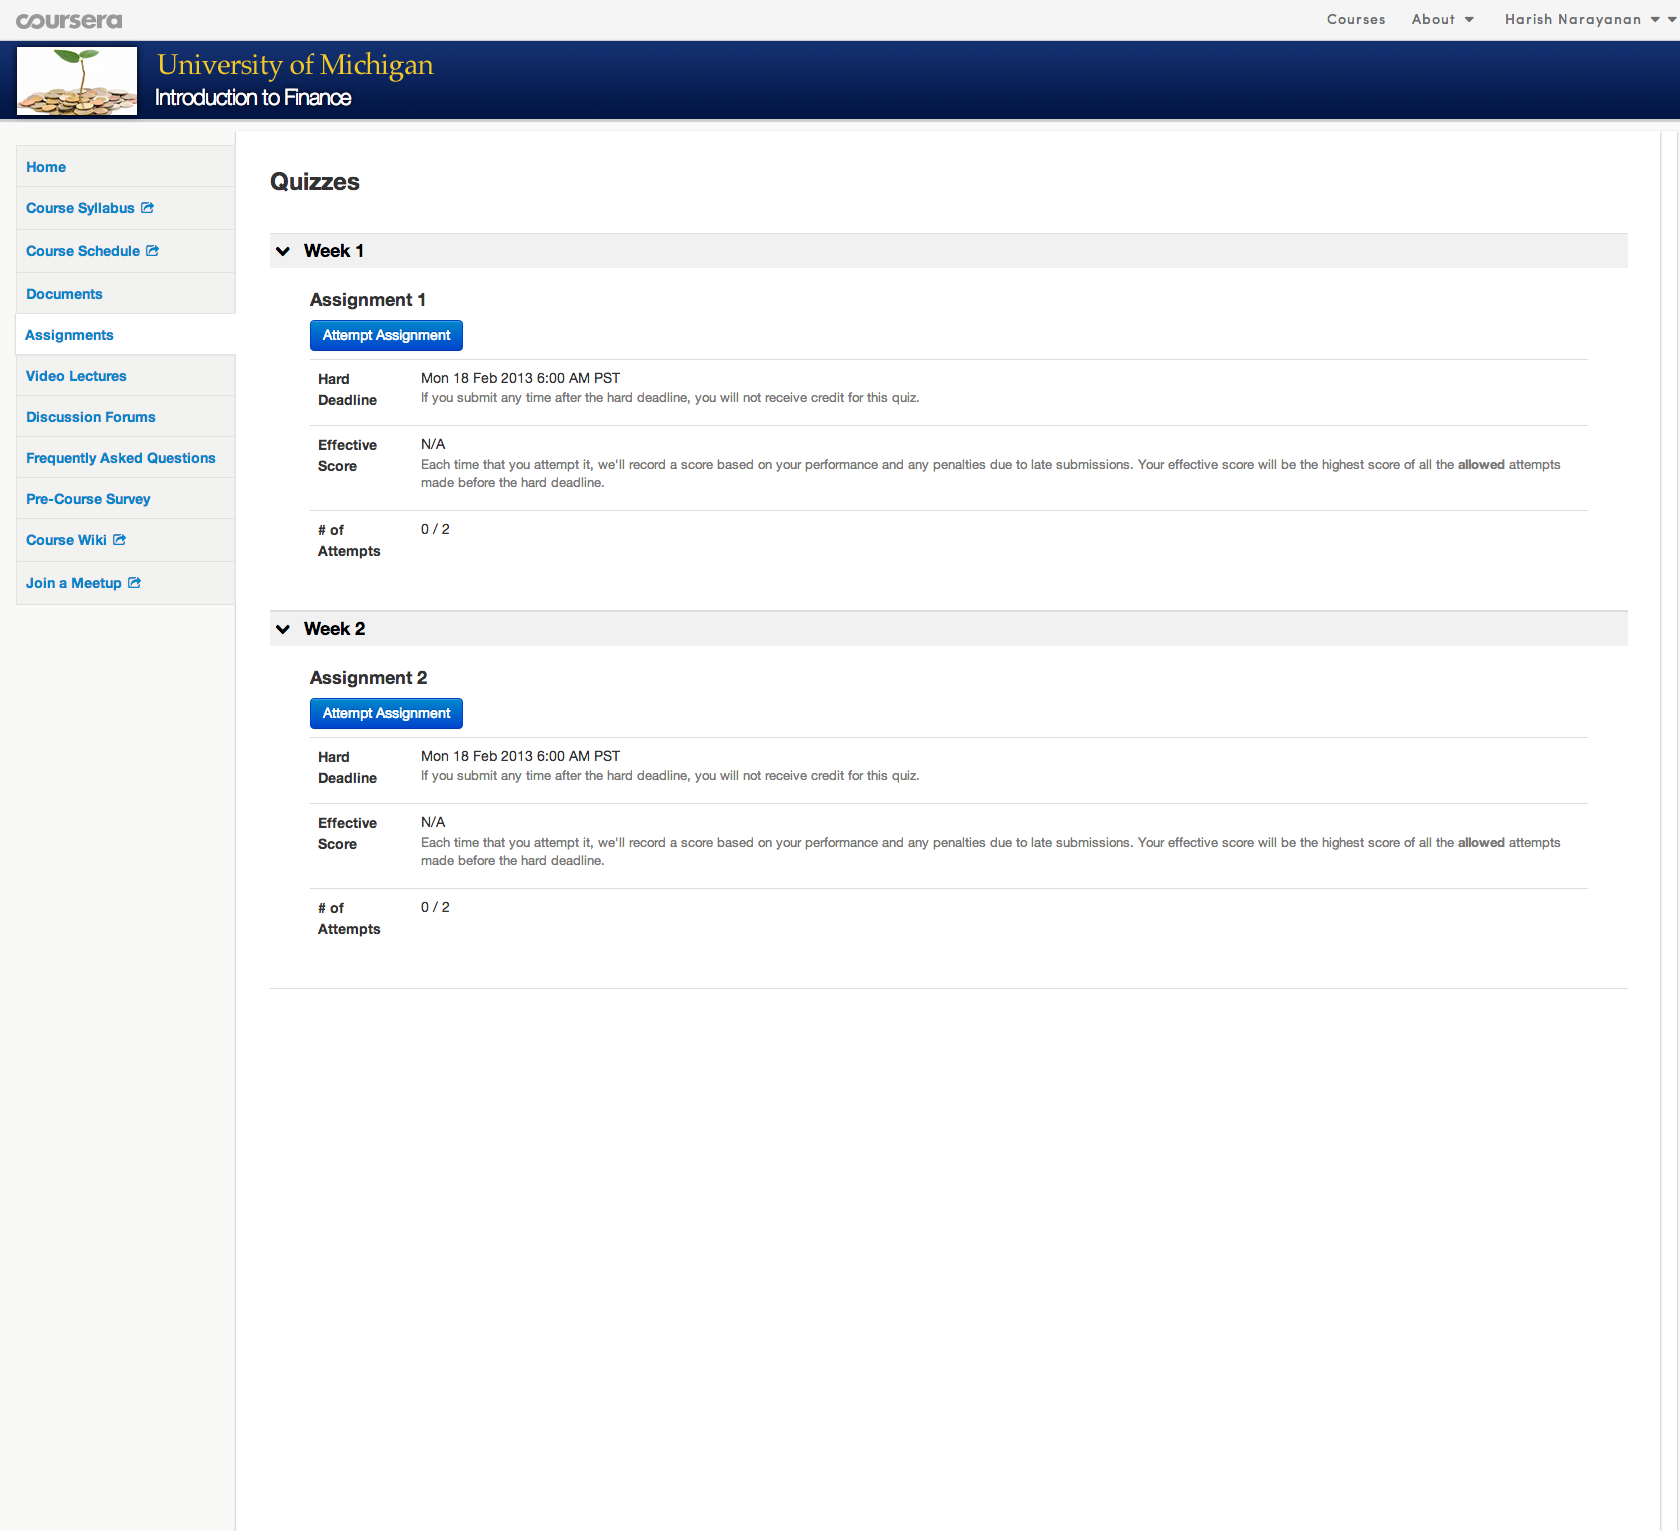 coursera
Courses
About
Harish Narayanan
University of Michigan
Introduction to Finance
Home
Course Syllabus
Course Schedule
Documents
Assignments
Video Lectures
Discussion Forums
Frequently Asked Questions
Pre-Course Survey
Course Wiki
Join a Meetup
Quizzes
Week 1
Assignment 1
Attempt Assignment
Hard
Deadline
Mon 18 Feb 2013 6:00 AM PST
If you submit any time after the hard deadline, you will not receive credit for this quiz.
Effective
Score
N/A
Each time that you attempt it, we'll record a score based on your performance and any penalties due to late submissions. Your effective score will be the highest score of all the allowed attempts
made before the hard deadline.
# of
Attempts
0 / 2
Week 2
Assignment 2
Attempt Assignment
Hard
Deadline
Mon 18 Feb 2013 6:00 AM PST
If you submit any time after the hard deadline, you will not receive credit for this quiz.
Effective
Score
N/A
Each time that you attempt it, we'll record a score based on your performance and any penalties due to late submissions. Your effective score will be the highest score of all the allowed attempts
made before the hard deadline.
# of
Attempts
0 / 2